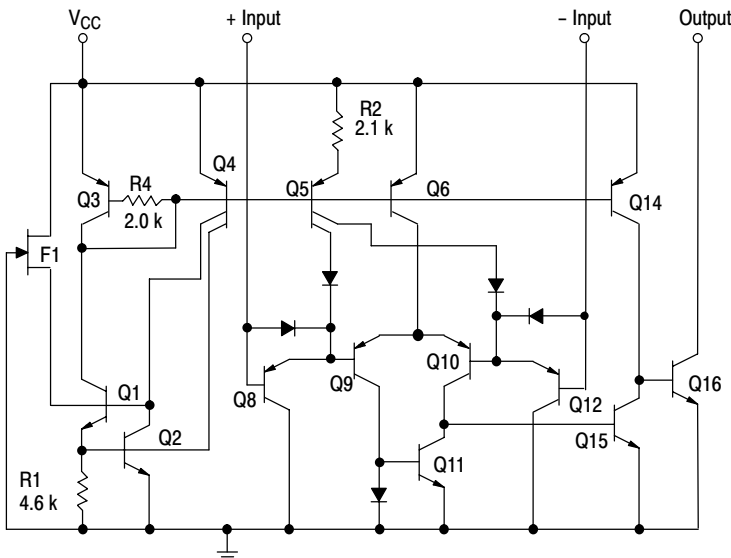 VCC
+ Input
– Input
Output
R2
2.1 k
Q3
R4
2.0 k
Q4
Q5
Q6
Q14
F1
Q1
Q2
Q8
Q9
Q10
Q12
Q16
Q15
Q11
R1
4.6 k